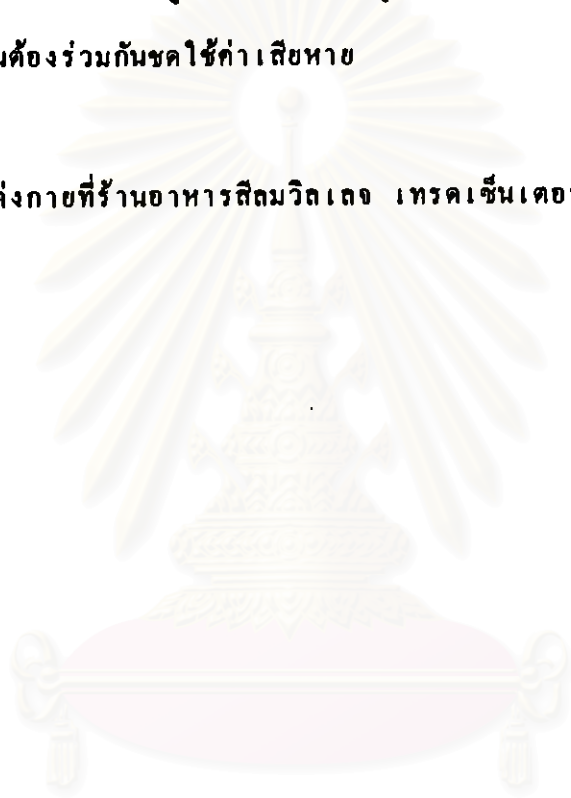 นต้องร่วมกันชดใช้ค่าเสียหาย
ต่งกายที่ร้านอาหารสีลมวิลเลจ เทรดเซ็นเตอร